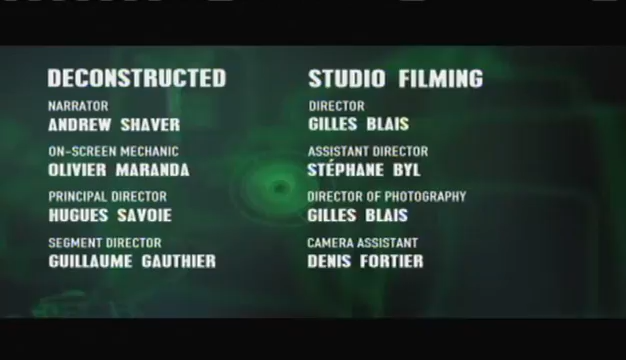 DECONSTRUCTED
NARRATOR
ANDREW SHAVER
ON-SCREEN MECHANIC
OLIVIER MARANDA
PRINCIPAL DIRECTOR
HUGUES SAVOIE
SEGMENT DIRECTOR
GUILLAUME GAUTHIER
STUDIO FILMING
DIRECTOR
GILLES BLAIS
ASSISTANT DIRECTOR
STÉPHANE BYL
DIRECTOR OF PHOTOGRAPHY
GILLES BLAIS
CAMERA ASSISTANT
DENIS FORTIER